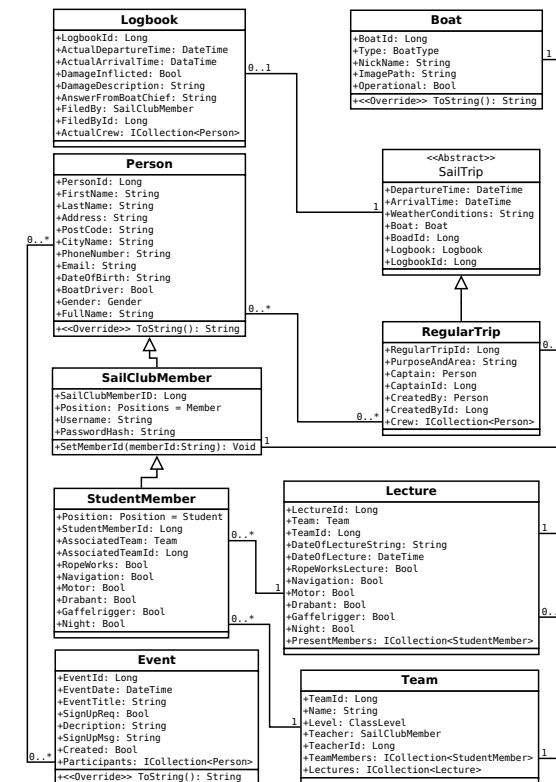 Logbook
+LogbookId: Long
+ActualDepartureTime: DateTime
+ActualArrivalTime: DataTime
+DamageInflicted: Bool
+DamageDescription: String
+AnswerFromBoatChief: String
+FiledBy: SailClubMember
+FiledById: Long
+ActualCrew: ICollection<Person>
0..1
Boat
+BoatId: Long
+Type: BoatType
+NickName: String
+ImagePath: String
+Operational: Bool
+<<Override>> ToString(): String
1
Person
+PersonId: Long
+FirstName: String
+LastName: String
+Address: String
+PostCode: String
+CityName: String
+PhoneNumber: String
+Email: String
+DateOfBirth: String
+BoatDriver: Bool
+Gender: Gender
+FullName: String
+<<Override>> ToString(): String
0..*
0..*
<<Abstract>>
SailTrip
+DepartureTime: DateTime
+ArrivalTime: DateTime
+WeatherConditions: String
+Boat: Boat
+BoadId: Long
+Logbook: Logbook
+LogbookId: Long
1
RegularTrip
+RegularTripId: Long
+PurposeAndArea: String
+Captain: Person
+CaptainId: Long
+CreatedBy: Person
+CreatedById: Long
+Crew: ICollection<Person>
0..
0..*
SailClubMember
+SailClubMemberID: Long
+Position: Positions = Member
+Username: String
+PasswordHash: String
+SetMemberId(memberId:String): Void
1
StudentMember
+Position: Position = Student
+StudentMemberId: Long
+AssociatedTeam: Team
+AssociatedTeamId: Long
+RopeWorks: Bool
+Navigation: Bool
+Motor: Bool
+Drabant: Bool
+Gaffelrigger: Bool
+Night: Bool
0..*
0..*
Lecture
+LectureId: Long
+Team: Team
+TeamId: Long
+DateOfLectureString: String
+DateOfLecture: DateTime
+RopeWorksLecture: Bool
+Navigation: Bool
+Motor: Bool
+Drabant: Bool
+Gaffelrigger: Bool
+Night: Bool
+PresentMembers: ICollection<StudentMember>
1
1
0..
Event
+EventId: Long
+EventDate: DateTime
+EventTitle: String
+SignUpReq: Bool
+Decription: String
+SignUpMsg: String
+Created: Bool
+Participants: ICollection<Person>
+<<Override>> ToString(): String
0..*
Team
+TeamId: Long
+Name: String
+Level: ClassLevel
+Teacher: SailClubMember
+TeacherId: Long
+TeamMembers: ICollection<StudentMember>
+Lectures: ICollection<Lecture>
1
1